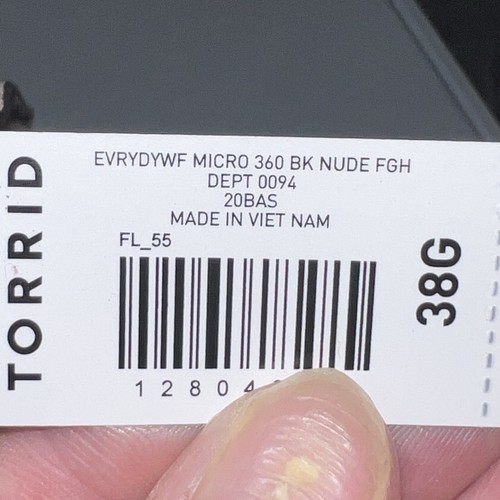 TORRID
EVRYDYWF MICRO 360 BK NUDE FGH
DEPT 0094
20BAS
MADE IN VIET NAM
FL_55
12804
38G